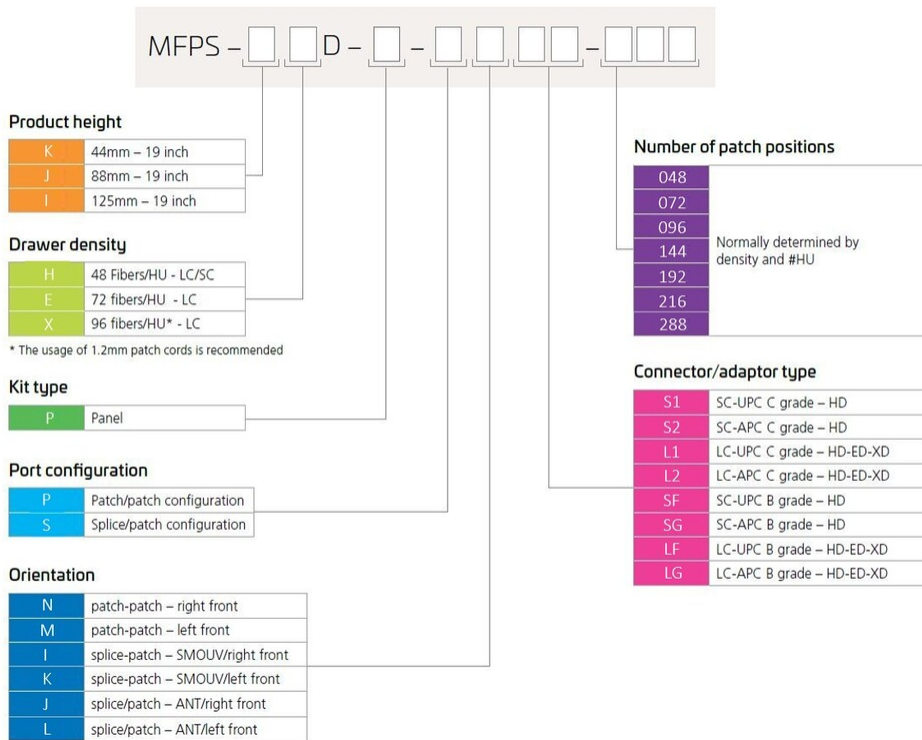 MFPS – D – – –
Product height
K 44mm – 19 inch
J 88mm – 19 inch
I 125mm – 19 inch
Drawer density
H 48 Fibers/HU - LC/SC
E 72 fibers/HU - LC
X 96 fibers/HU* - LC
* The usage of 1.2mm patch cords is recommended
Kit type
P Panel
Port configuration
P Patch/patch configuration
S Splice/patch configuration
Orientation
N patch-patch – right front
M patch-patch – left front
I splice-patch – SMOUV/right front
K splice-patch – SMOUV/left front
J splice/patch – ANT/right front
L splice/patch – ANT/left front
Number of patch positions
048
072
096
144
192
216
288
Normally determined by
density and #HU
Connector/adaptor type
S1 SC-UPC C grade – HD
S2 SC-APC C grade – HD
L1 LC-UPC C grade – HD-ED-XD
L2 LC-APC C grade – HD-ED-XD
SF SC-UPC B grade – HD
SG SC-APC B grade – HD
LF LC-UPC B grade – HD-ED-XD
LG LC-APC B grade – HD-ED-XD